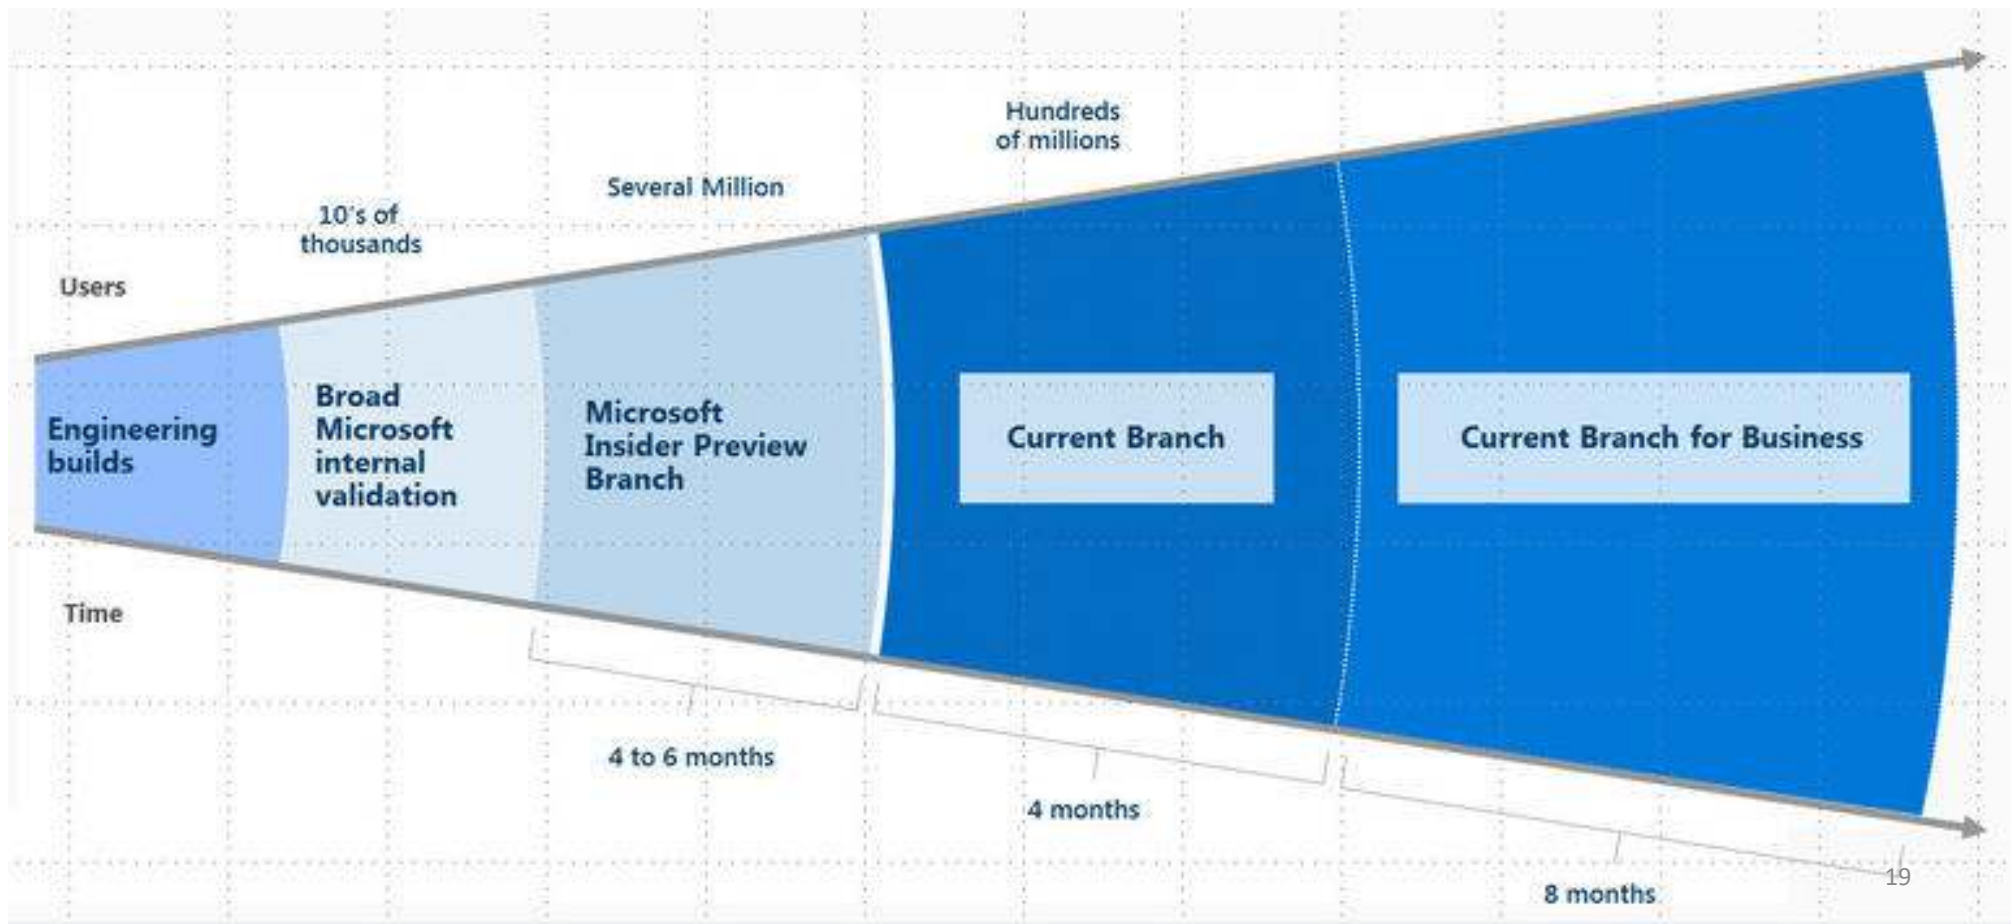 Hundreds
of millions
Several Million
10's of
thousands
Users
Engineering
builds
Broad
Microsoft
internal
validation
Microsoft
Insider Preview
Branch
Current Branch
Current Branch for Business
Time
4 to 6 months
4 months
8 months
19